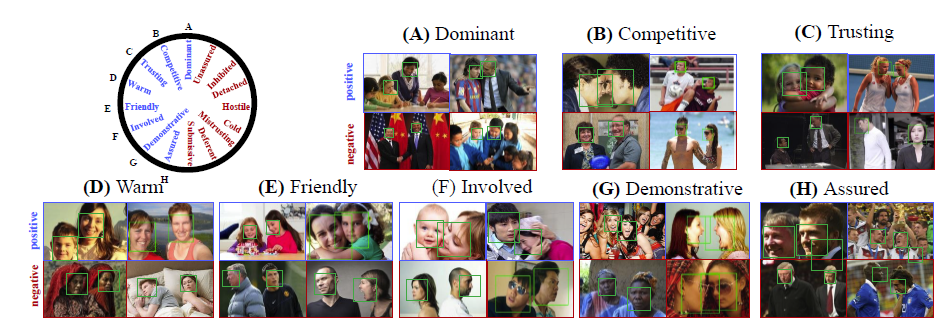 A
B
C
D
E
F
G
H
Dominant
Competitive
Trusting
Warm
Friendly
Involved
Demonstrative
Assured
Submissive
Deferent
Mistrusting
Cold
Hostile
Detached
Inhibited
Unassured
(A) Dominant
(B) Competitive
(C) Trusting
positive
negative
(D) Warm
(E) Friendly
(F) Involved
(G) Demonstrative
(H) Assured
positive
negative